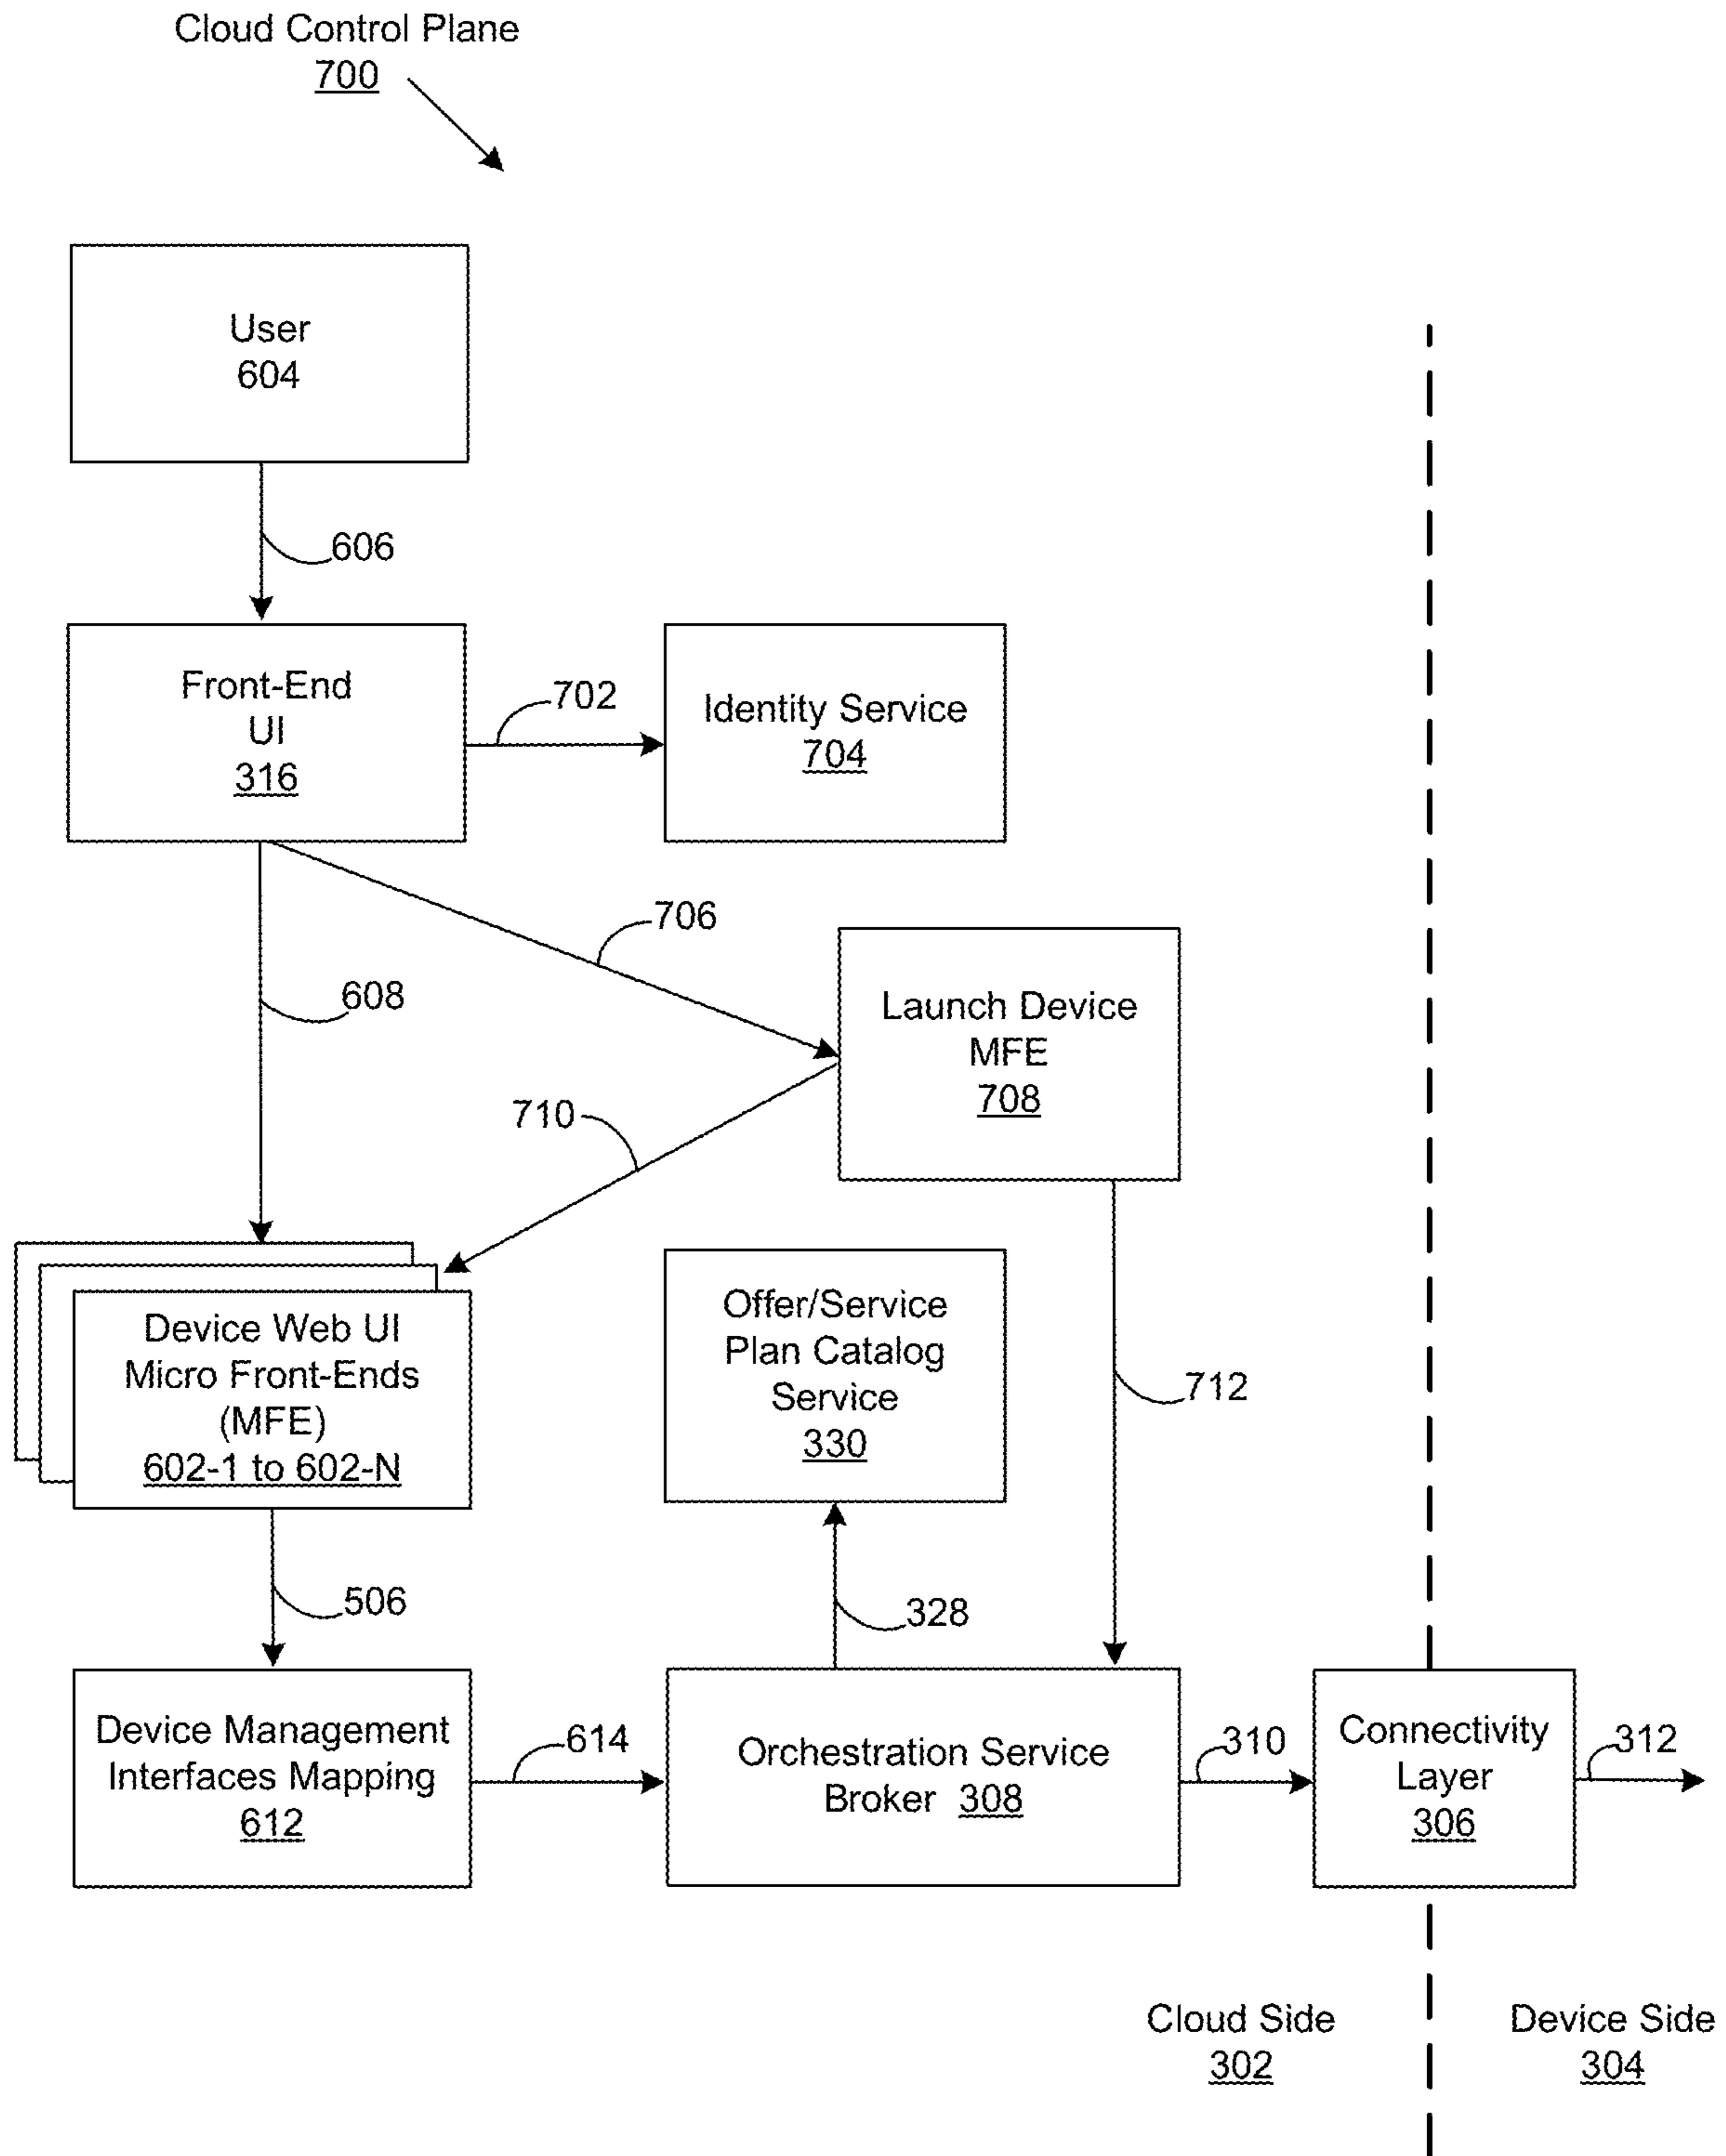 Cloud Control Plane
700
User
604
606
Front-End
UI
316
702
Identity Service
704
706
608
Launch Device
MFE
708
710
Device Web UI
Micro Front-Ends
(MFE)
602-1 to 602-N
Offer/Service
Plan Catalog
Service
330
712
506
328
Device Management
Interfaces Mapping
612
614
Orchestration Service
Broker 308
310
Connectivity
Layer
306
312
Cloud Side
302
Device Side
304